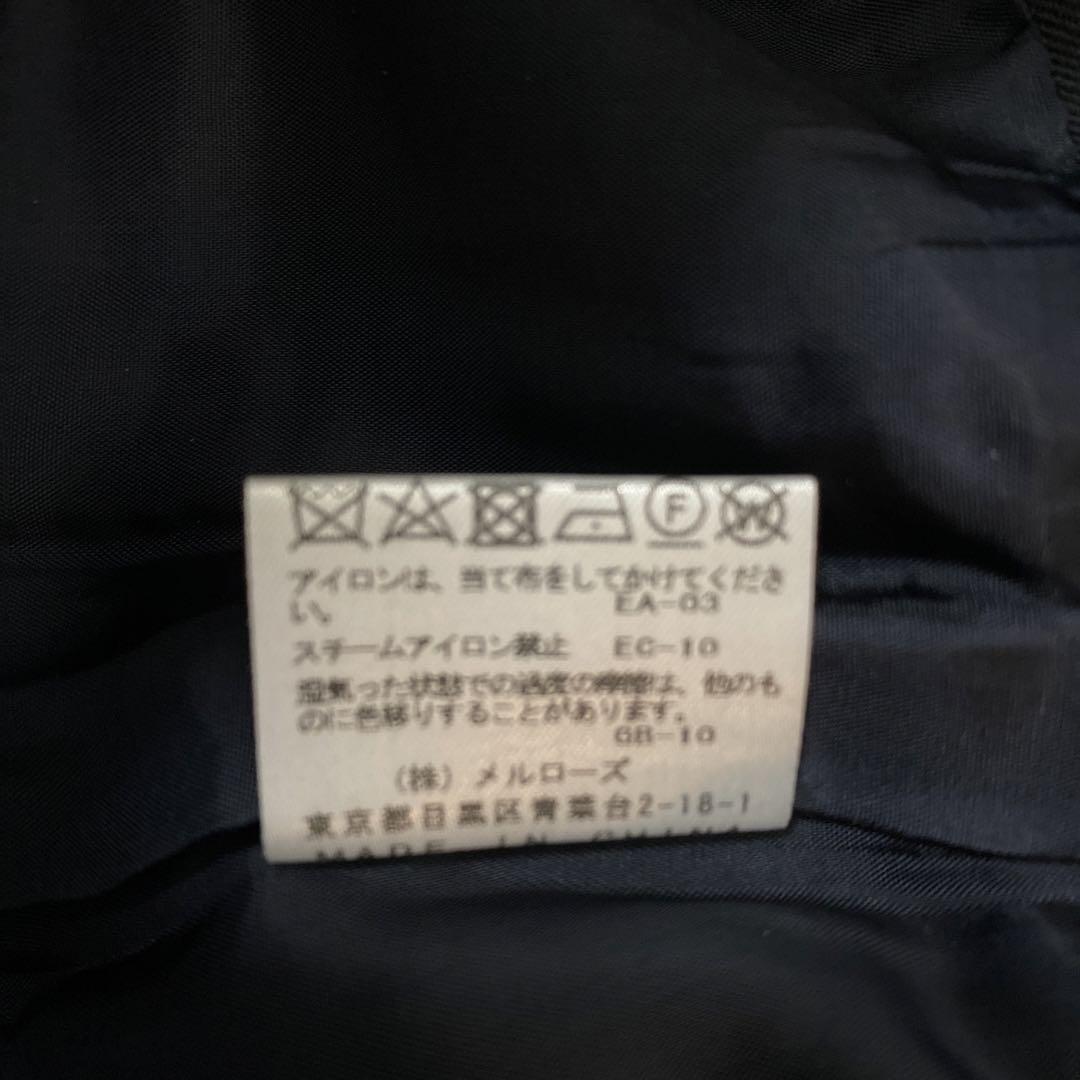 F W
アイロンは、当て布をしてかけてくださ
い。 EA-03
スチームアイロン禁止 EC-10
湿気った状態での過度の摩擦は、他のも
のに色移りすることがあります。
GB-10
(株) メルローズ
東京都目黒区青葉台2-18-1
MADE IN CHINA